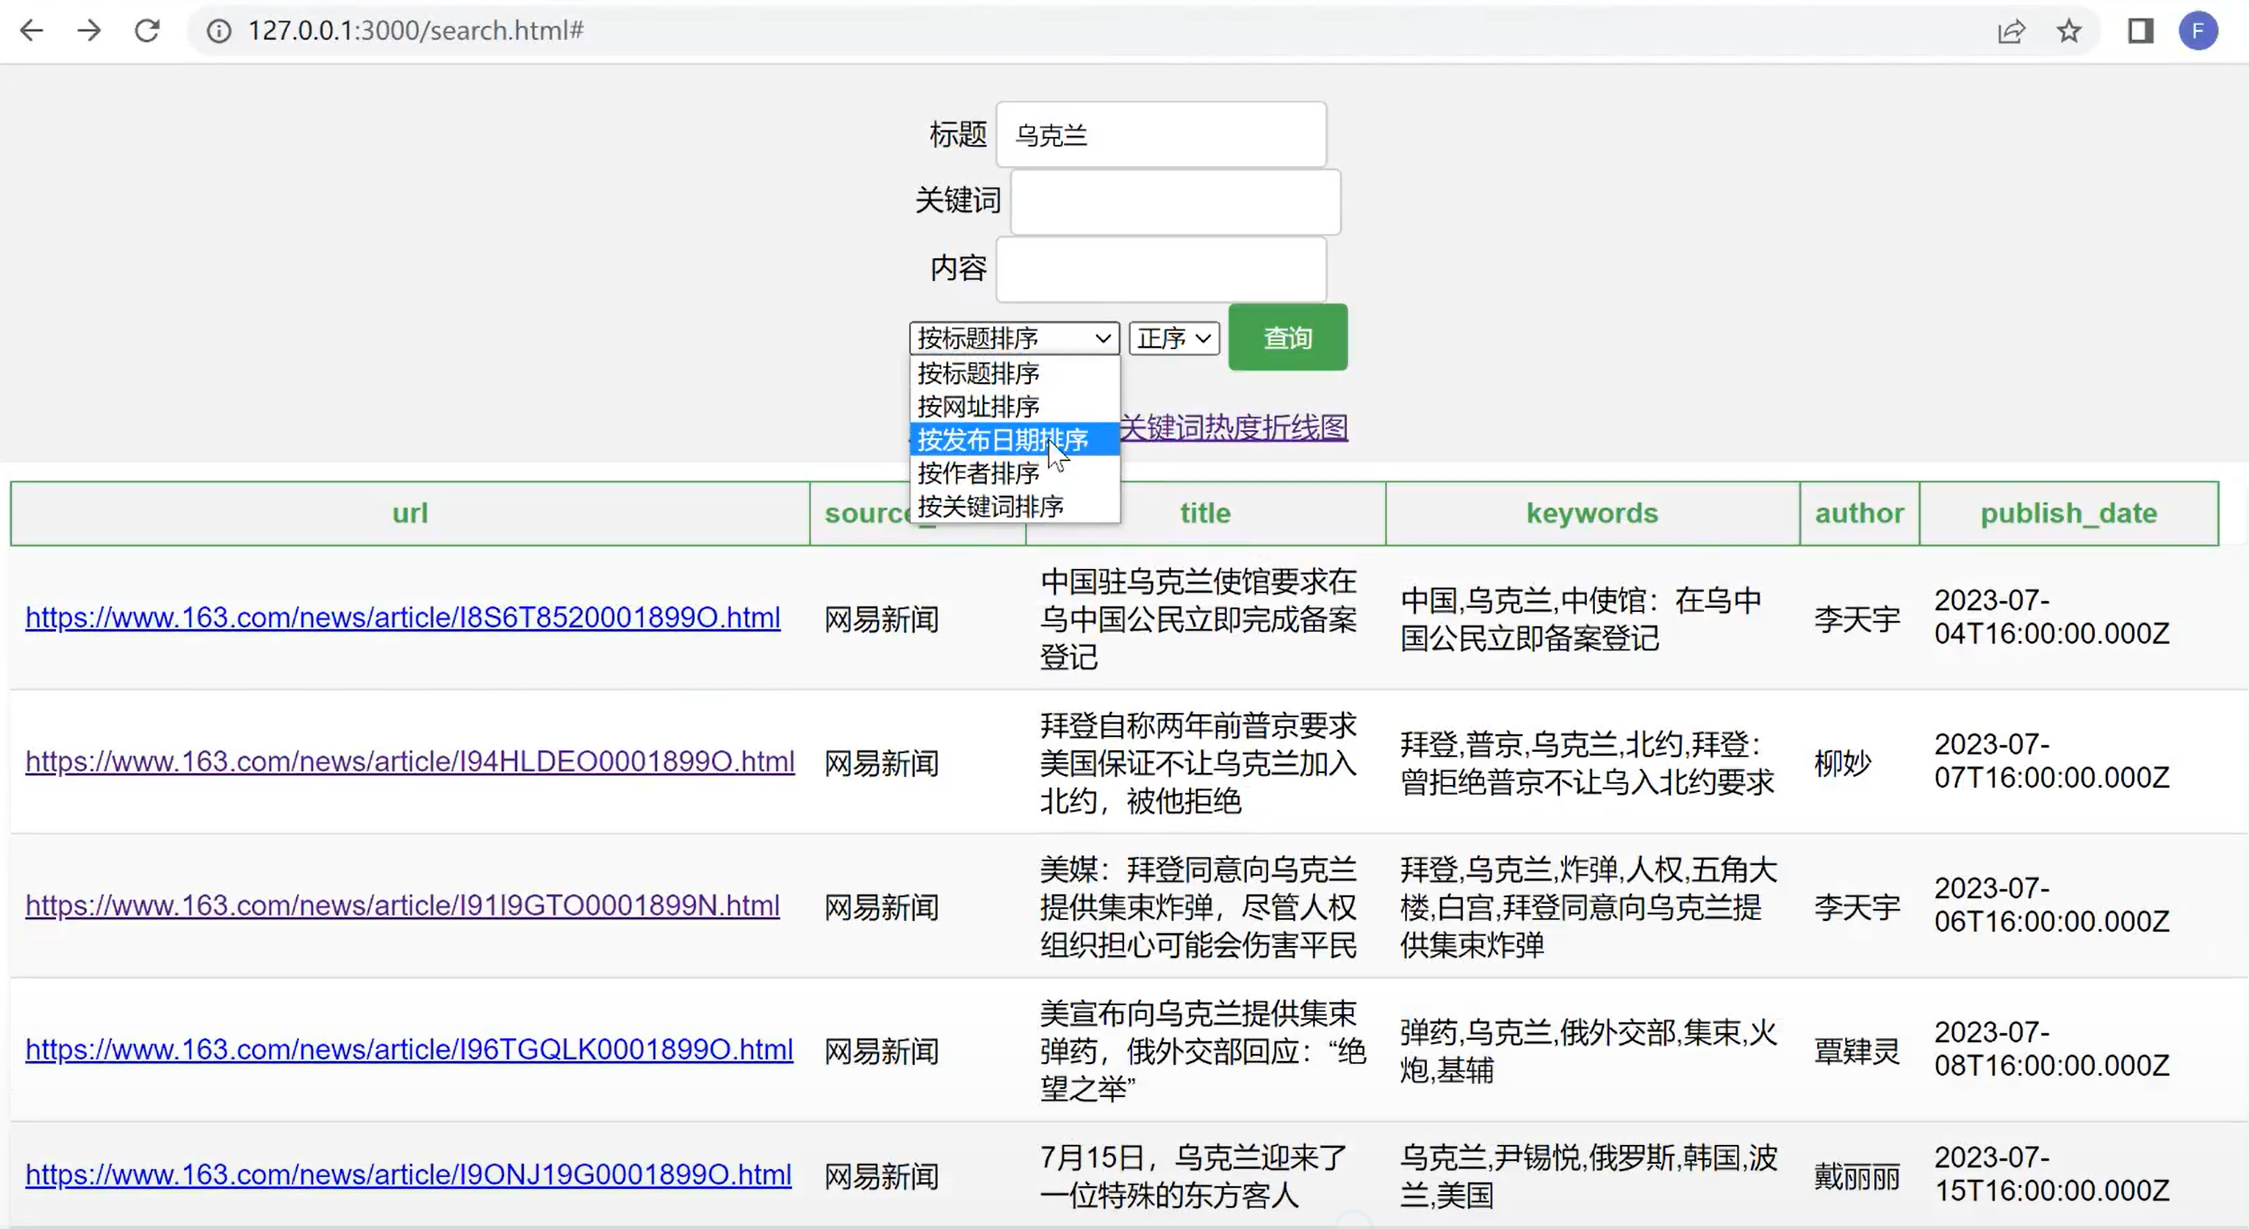 127.0.0.1:3000/search.html#
F
标题 乌克兰
关键词
内容
按标题排序 正序 查询
按标题排序
按网址排序
按发布日期排序
按作者排序
按关键词排序
关键词热度折线图
url source_ title keywords author publish_date
https://www.163.com/news/article/I8S6T8520001899O.html
网易新闻
中国驻乌克兰使馆要求在
乌中国公民立即完成备案
登记
中国,乌克兰,中使馆：在乌中
国公民立即备案登记
李天宇
2023-07-
04T16:00:00.000Z
https://www.163.com/news/article/I94HLDEO0001899O.html
网易新闻
拜登自称两年前普京要求
美国保证不让乌克兰加入
北约，被他拒绝
拜登,普京,乌克兰,北约,拜登：
曾拒绝普京不让乌入北约要求
柳妙
2023-07-
07T16:00:00.000Z
https://www.163.com/news/article/I91I9GTO0001899N.html
网易新闻
美媒：拜登同意向乌克兰
提供集束炸弹，尽管人权
组织担心可能会伤害平民
拜登,乌克兰,炸弹,人权,五角大
楼,白宫,拜登同意向乌克兰提
供集束炸弹
李天宇
2023-07-
06T16:00:00.000Z
https://www.163.com/news/article/I96TGQLK0001899O.html
网易新闻
美宣布向乌克兰提供集束
弹药，俄外交部回应：“绝
望之举”
弹药,乌克兰,俄外交部,集束,火
炮,基辅
覃肄灵
2023-07-
08T16:00:00.000Z
https://www.163.com/news/article/I9ONJ19G0001899O.html
网易新闻
7月15日，乌克兰迎来了
一位特殊的东方客人
乌克兰,尹锡悦,俄罗斯,韩国,波
兰,美国
戴丽丽
2023-07-
15T16:00:00.000Z